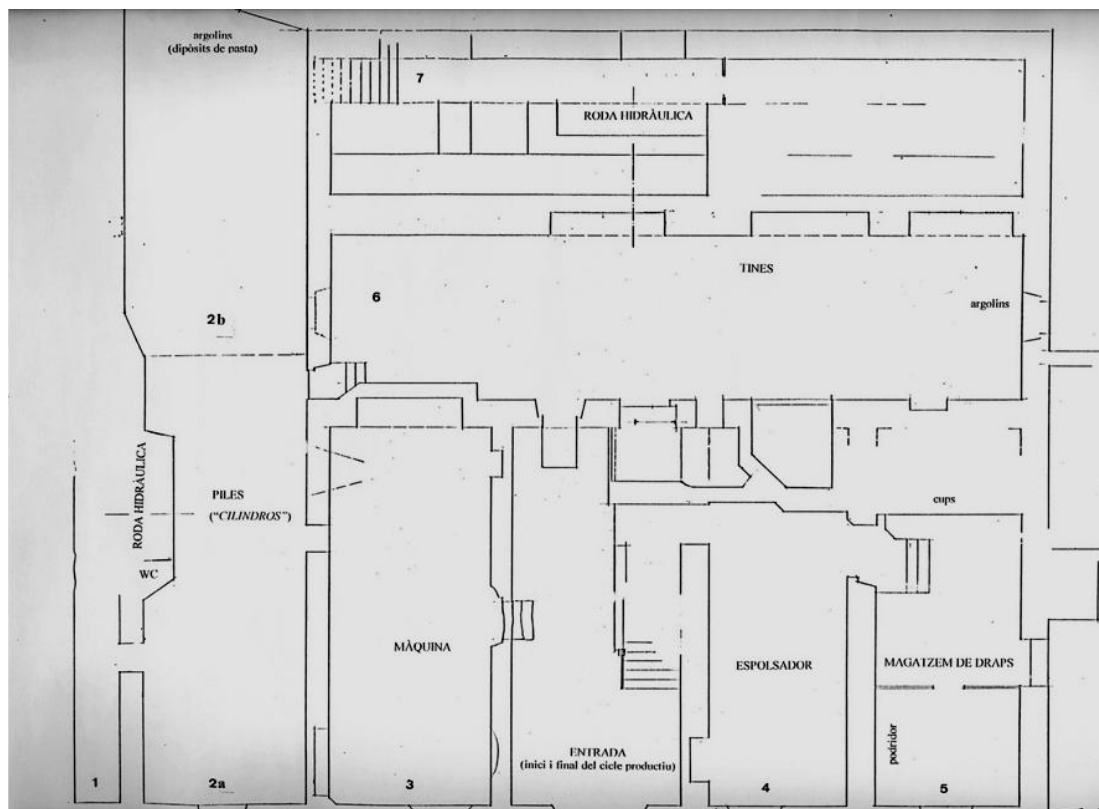 argolins
(dipòsits de pasta)
7
RODA HIDRÀULICA
TINES
6
argolins
2b
RODA HIDRÀULICA
PILES
("CILINDROS")
cups
WC
MÀQUINA
ESPOLSADOR
MAGATZEM DE DRAPS
podridor
ENTRADA
(inici i final del cicle productiu)
1
2a
3
4
5